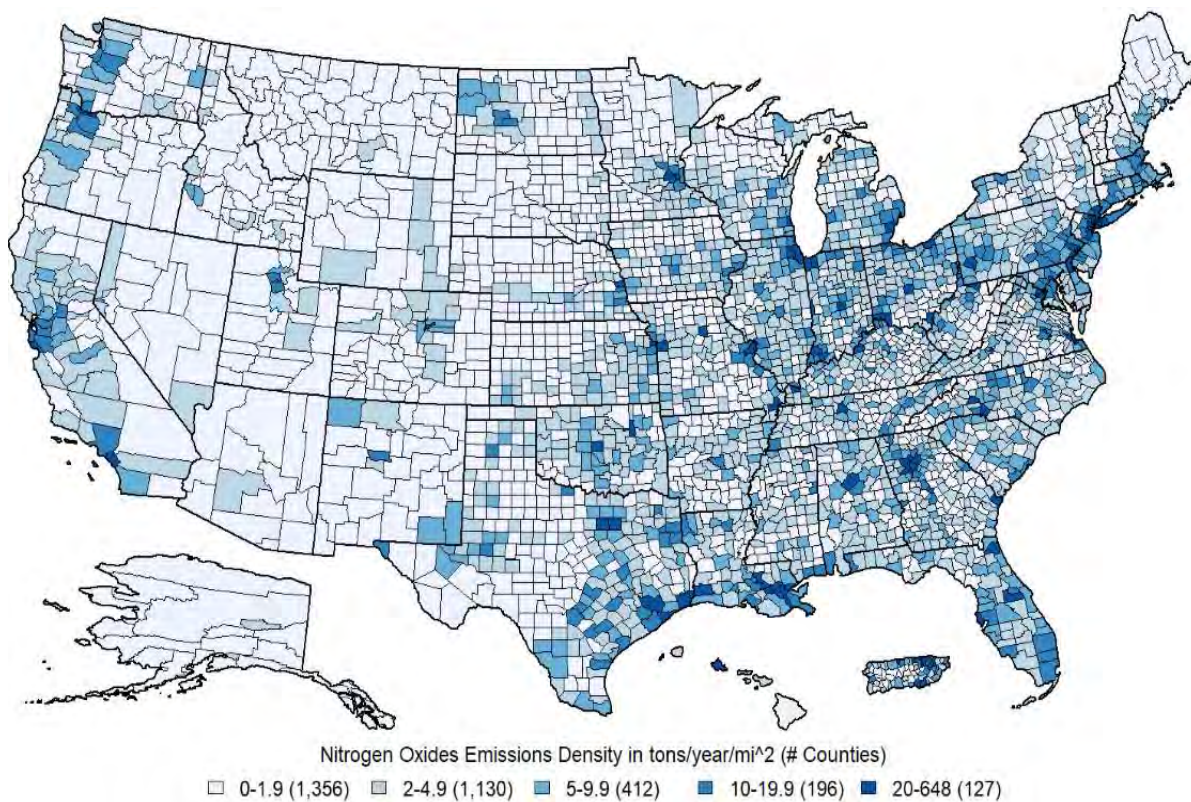 Nitrogen Oxides Emissions Density in tons/year/mi^2 (# Counties)
0-1.9 (1,356) 2-4.9 (1,130) 5-9.9 (412) 10-19.9 (196) 20-648 (127)